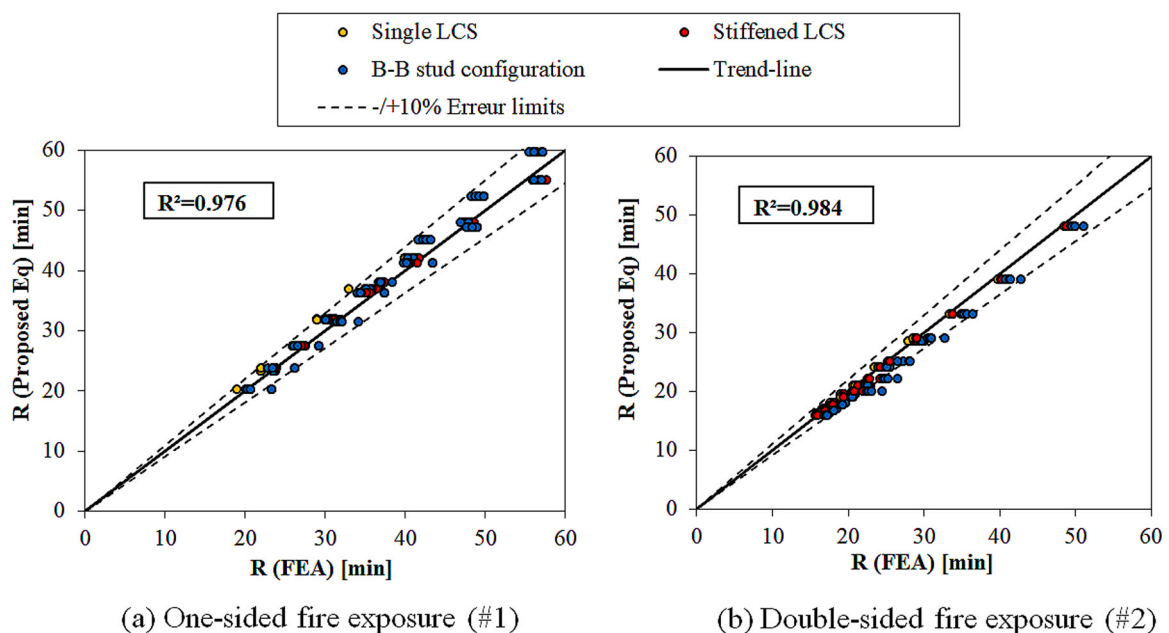 Single LCS
Stiffened LCS
B-B stud configuration
Trend-line
-/+10% Erreur limits
R (Proposed Eq) [min]
60
50
40
30
20
10
0
R²=0.976
0 10 20 30 40 50 60
R (FEA) [min]
(a) One-sided fire exposure (#1)
R (Proposed Eq) [min]
60
50
40
30
20
10
0
R²=0.984
0 10 20 30 40 50 60
R (FEA) [min]
(b) Double-sided fire exposure (#2)